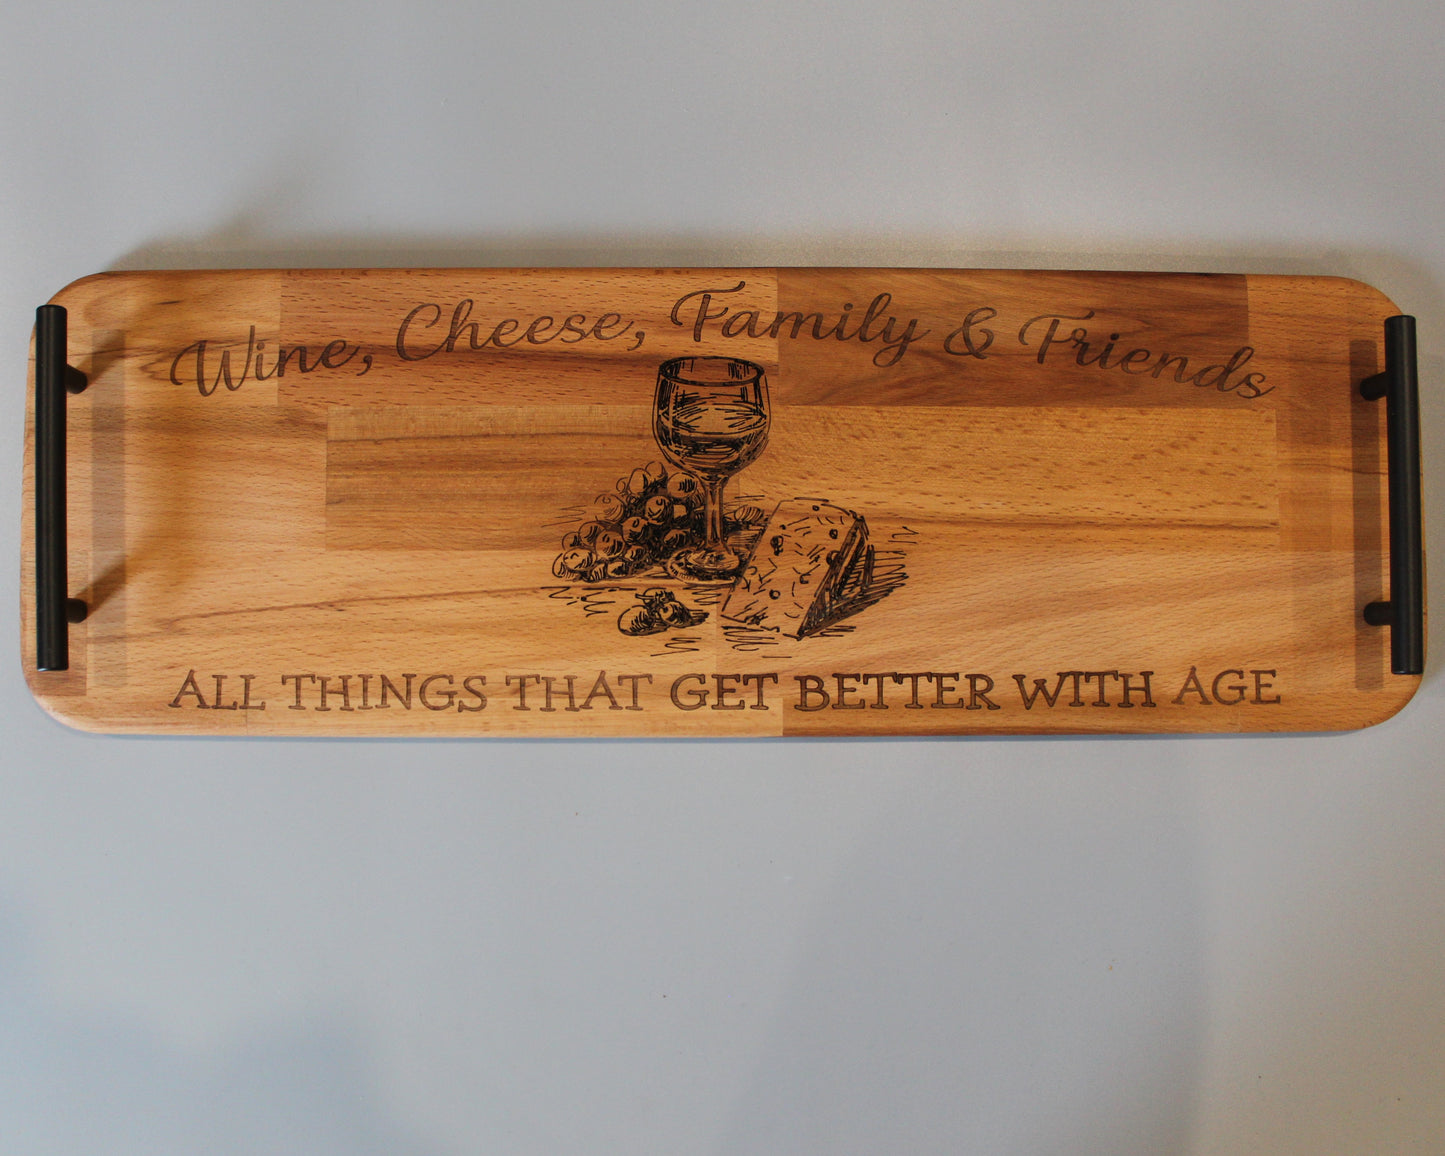 Wine, Cheese, Family & Friends
ALL THINGS THAT GET BETTER WITH AGE